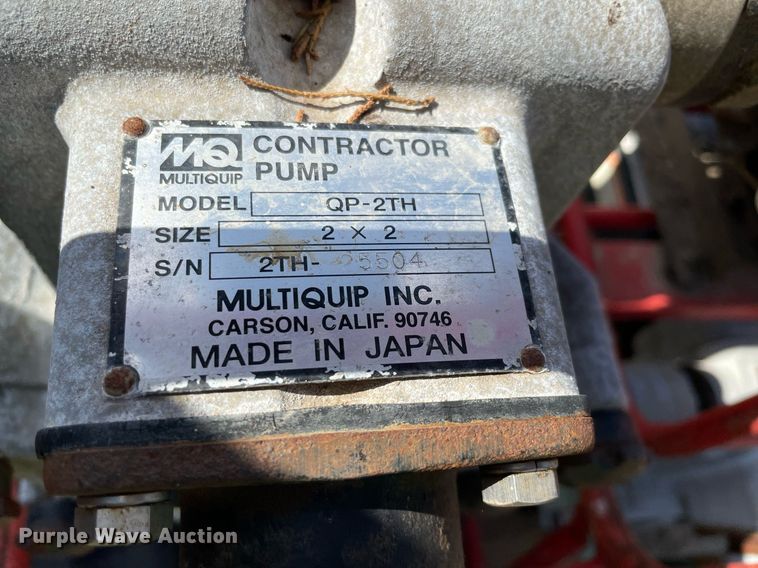 MQ
MULTIQUIP
CONTRACTOR
PUMP
MODEL QP-2TH
SIZE 2 × 2
S/N 2TH-25504
MULTIQUIP INC.
CARSON, CALIF. 90746
MADE IN JAPAN
Purple Wave Auction®